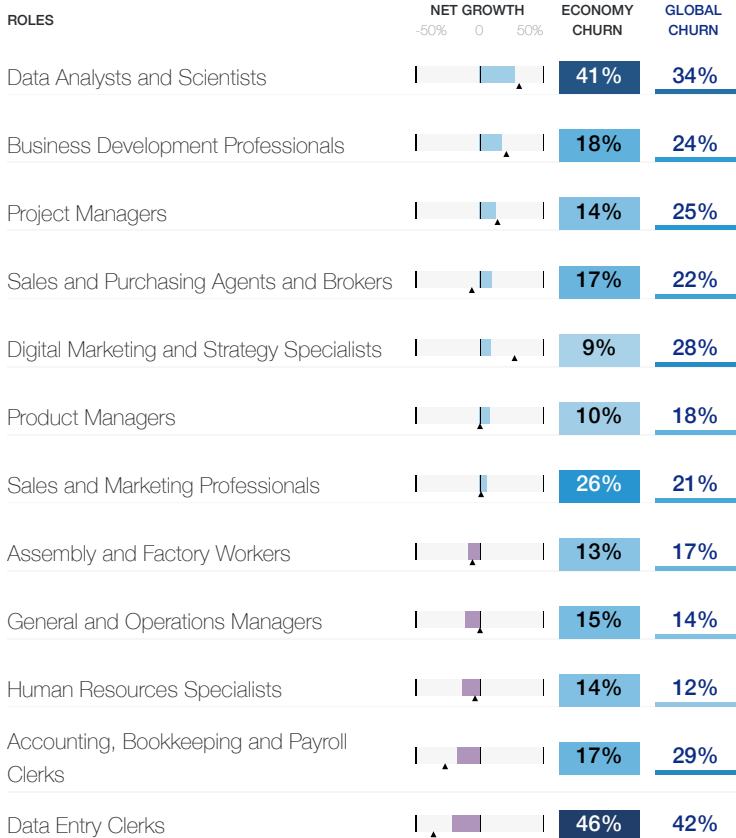 ROLES NET GROWTH ECONOMY CHURN GLOBAL CHURN
-50% 0 50%
Data Analysts and Scientists 41% 34%
Business Development Professionals 18% 24%
Project Managers 14% 25%
Sales and Purchasing Agents and Brokers 17% 22%
Digital Marketing and Strategy Specialists 9% 28%
Product Managers 10% 18%
Sales and Marketing Professionals 26% 21%
Assembly and Factory Workers 13% 17%
General and Operations Managers 15% 14%
Human Resources Specialists 14% 12%
Accounting, Bookkeeping and Payroll
Clerks 17% 29%
Data Entry Clerks 46% 42%